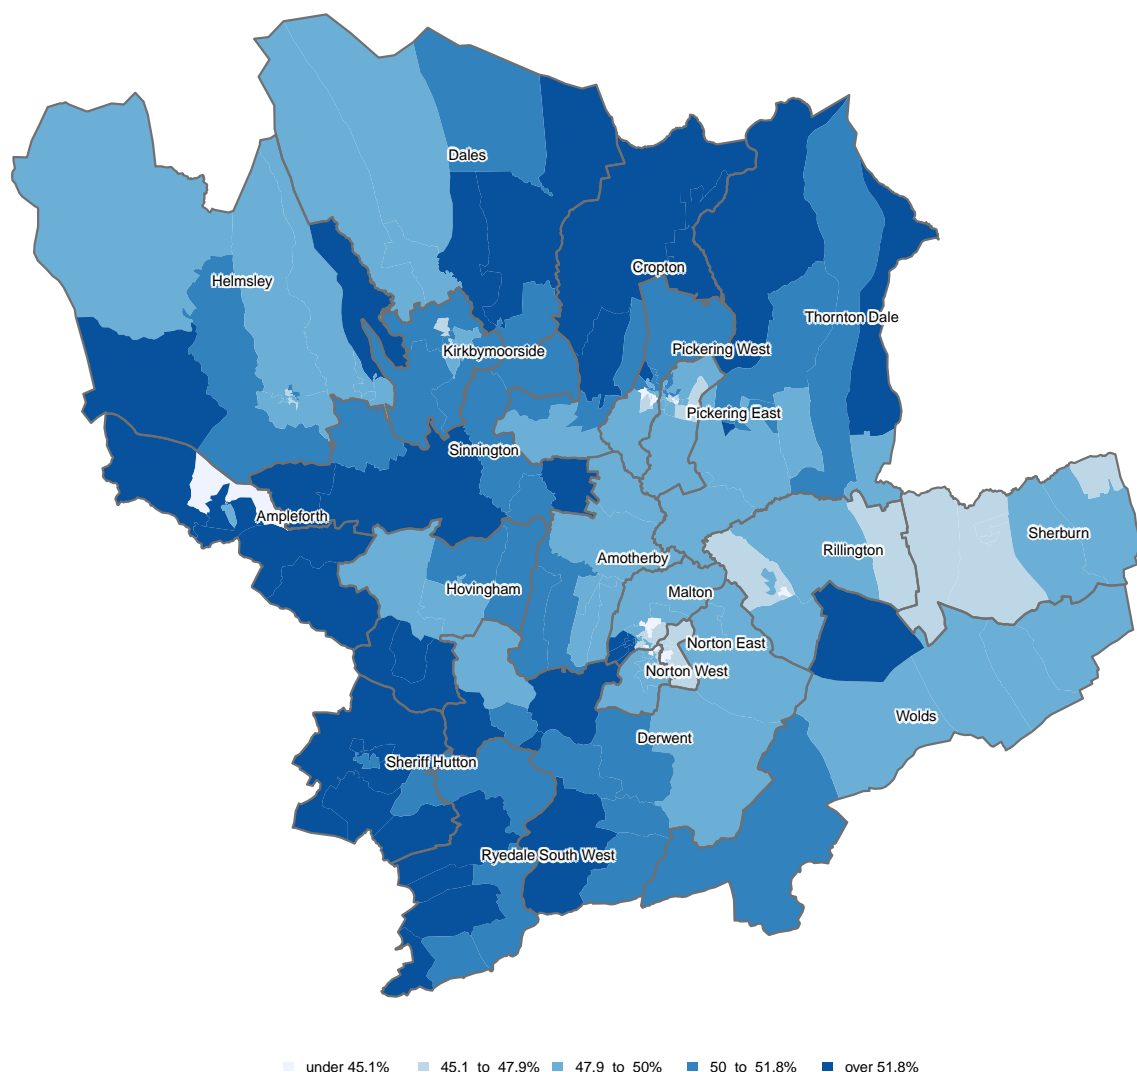 Dales
Cropton
Helmsley
Thornton Dale
Kirkbymoorside
Pickering West
Pickering East
Sinnington
Ampleforth
Sherburn
Rillington
Amotherby
Hovingham
Malton
Norton East
Norton West
Wolds
Derwent
Sheriff Hutton
Ryedale South West
under 45.1% 45.1 to 47.9% 47.9 to 50% 50 to 51.8% over 51.8%